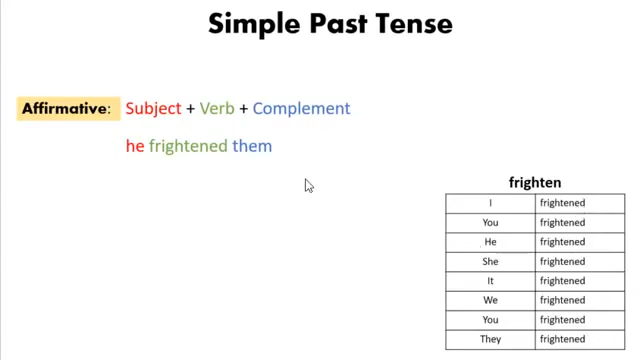 Simple Past Tense
Affirmative: Subject + Verb + Complement
he frightened them
frighten
I frightened
You frightened
He frightened
She frightened
It frightened
We frightened
You frightened
They frightened